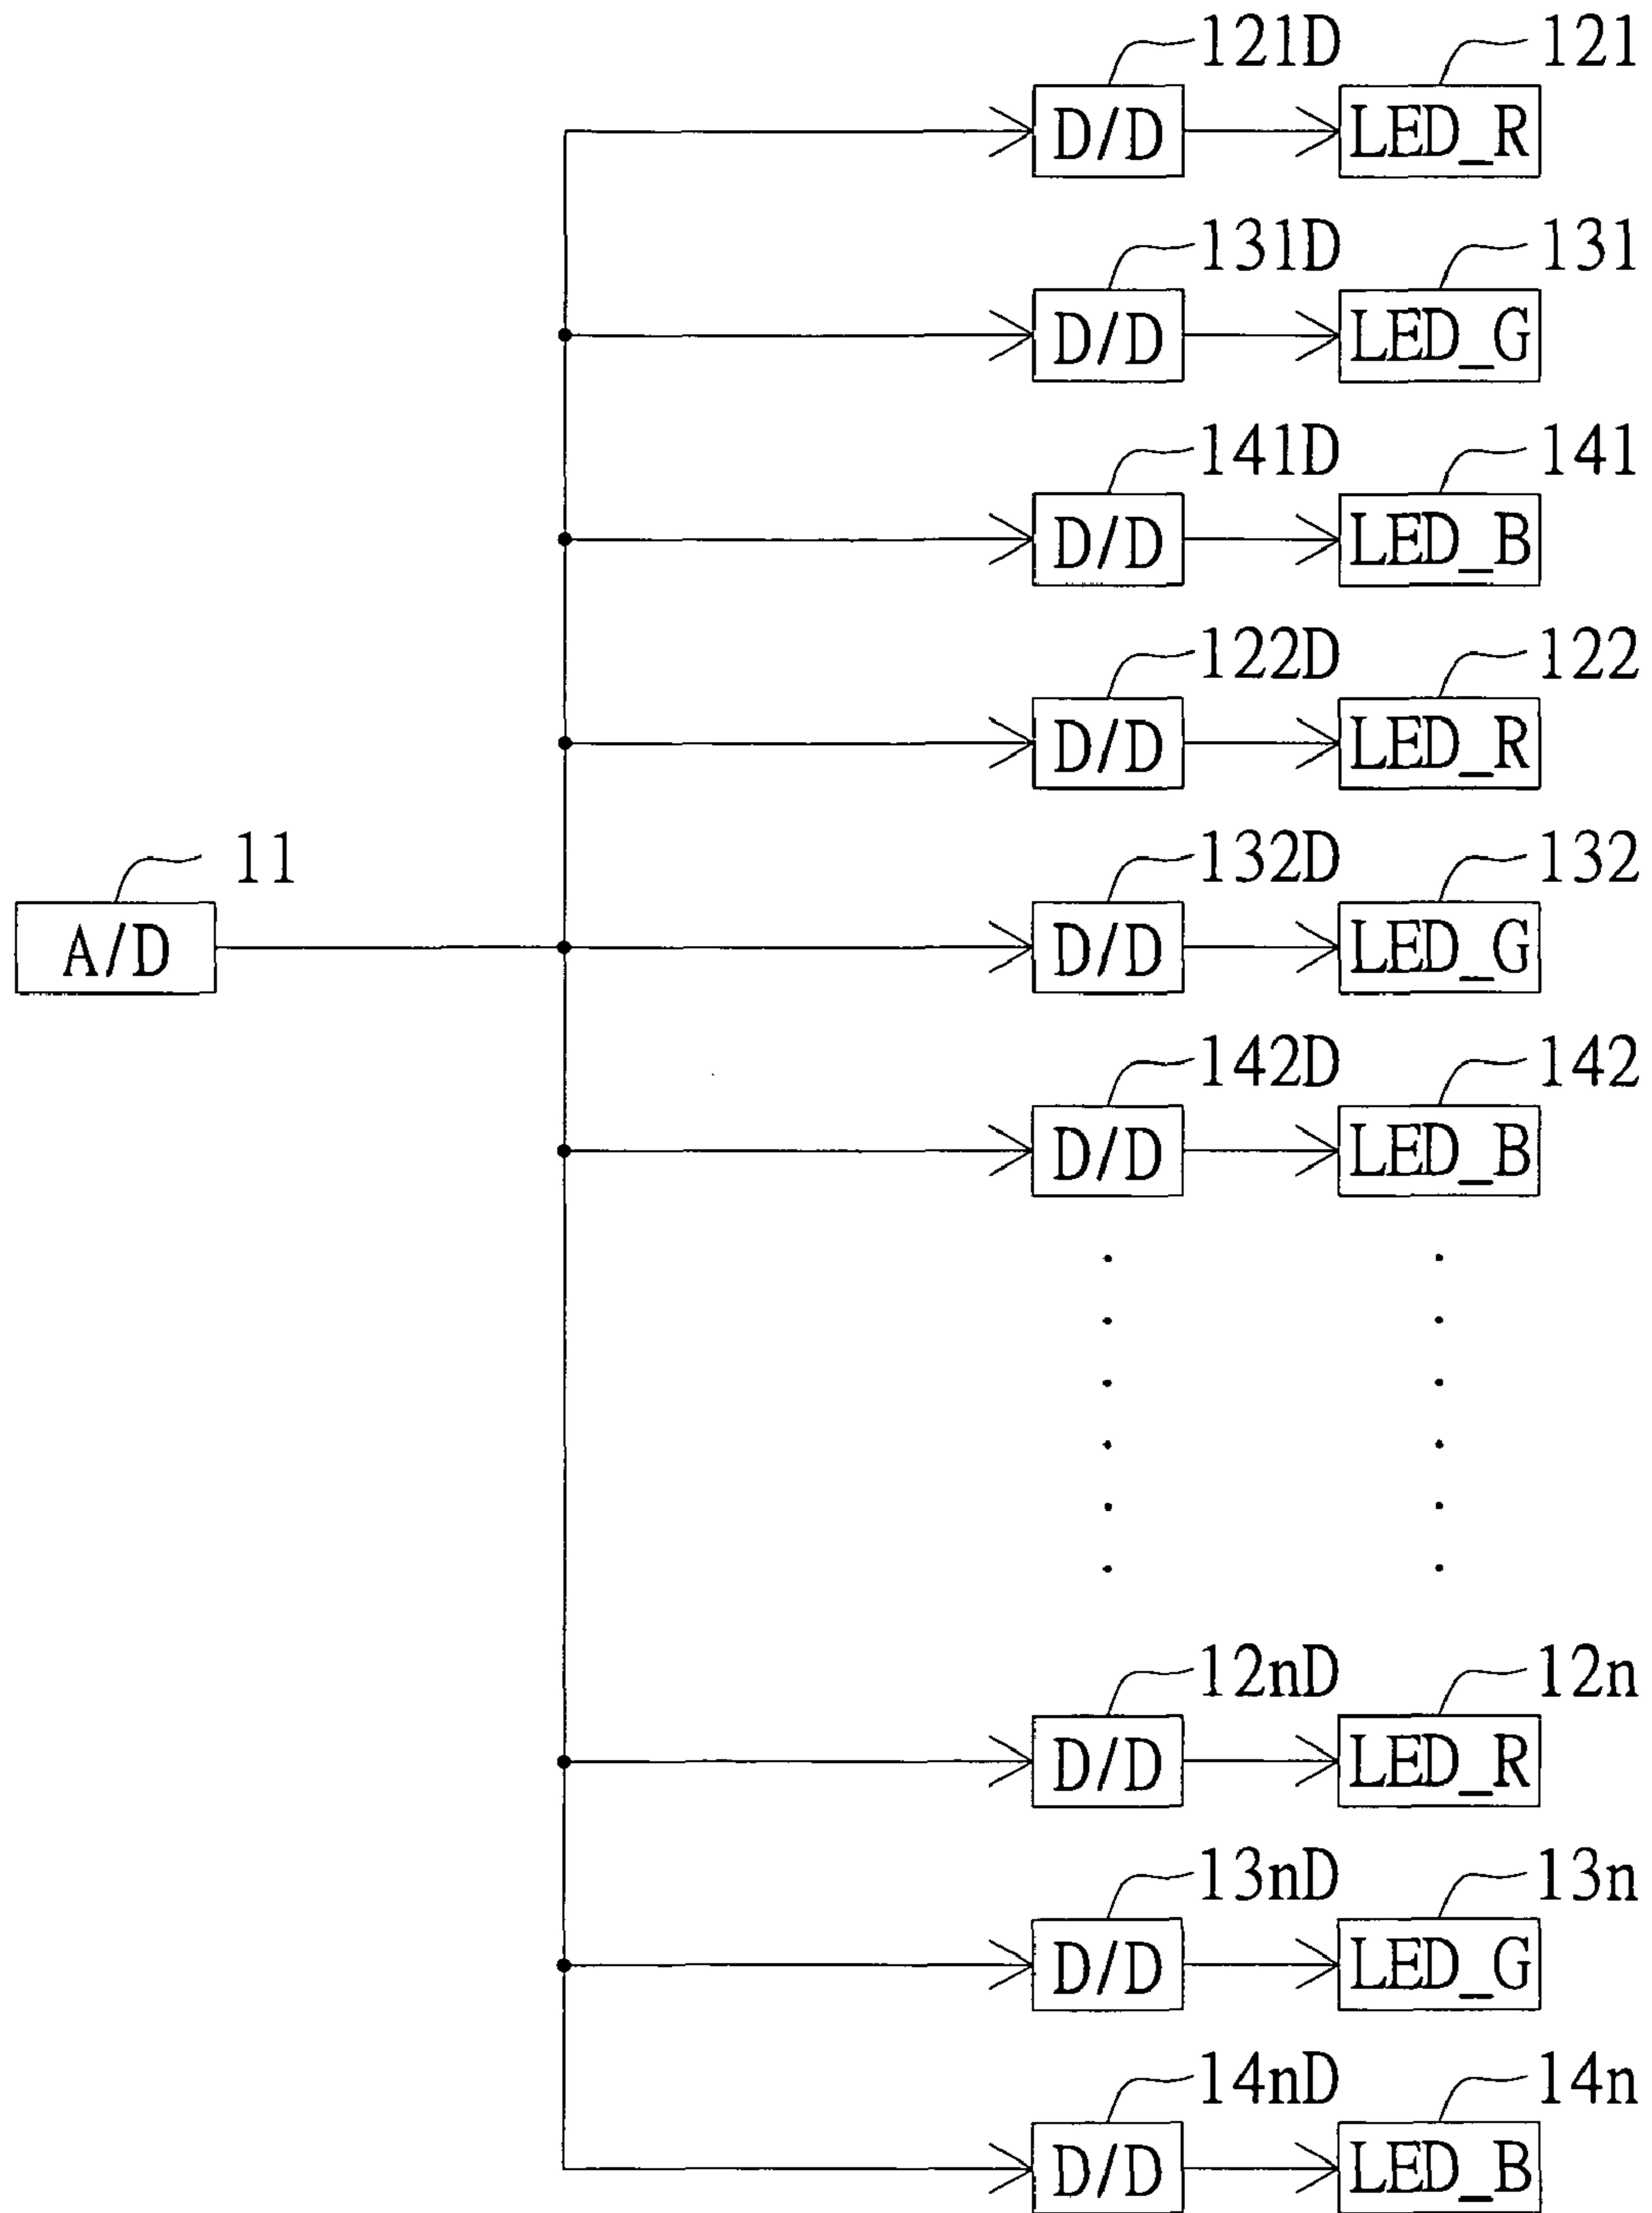 121D 121
D/D LED_R
131D 131
D/D LED_G
141D 141
D/D LED_B
122D 122
D/D LED_R
11 132D 132
A/D D/D LED_G
142D 142
D/D LED_B
12nD 12n
D/D LED_R
13nD 13n
D/D LED_G
14nD 14n
D/D LED_B